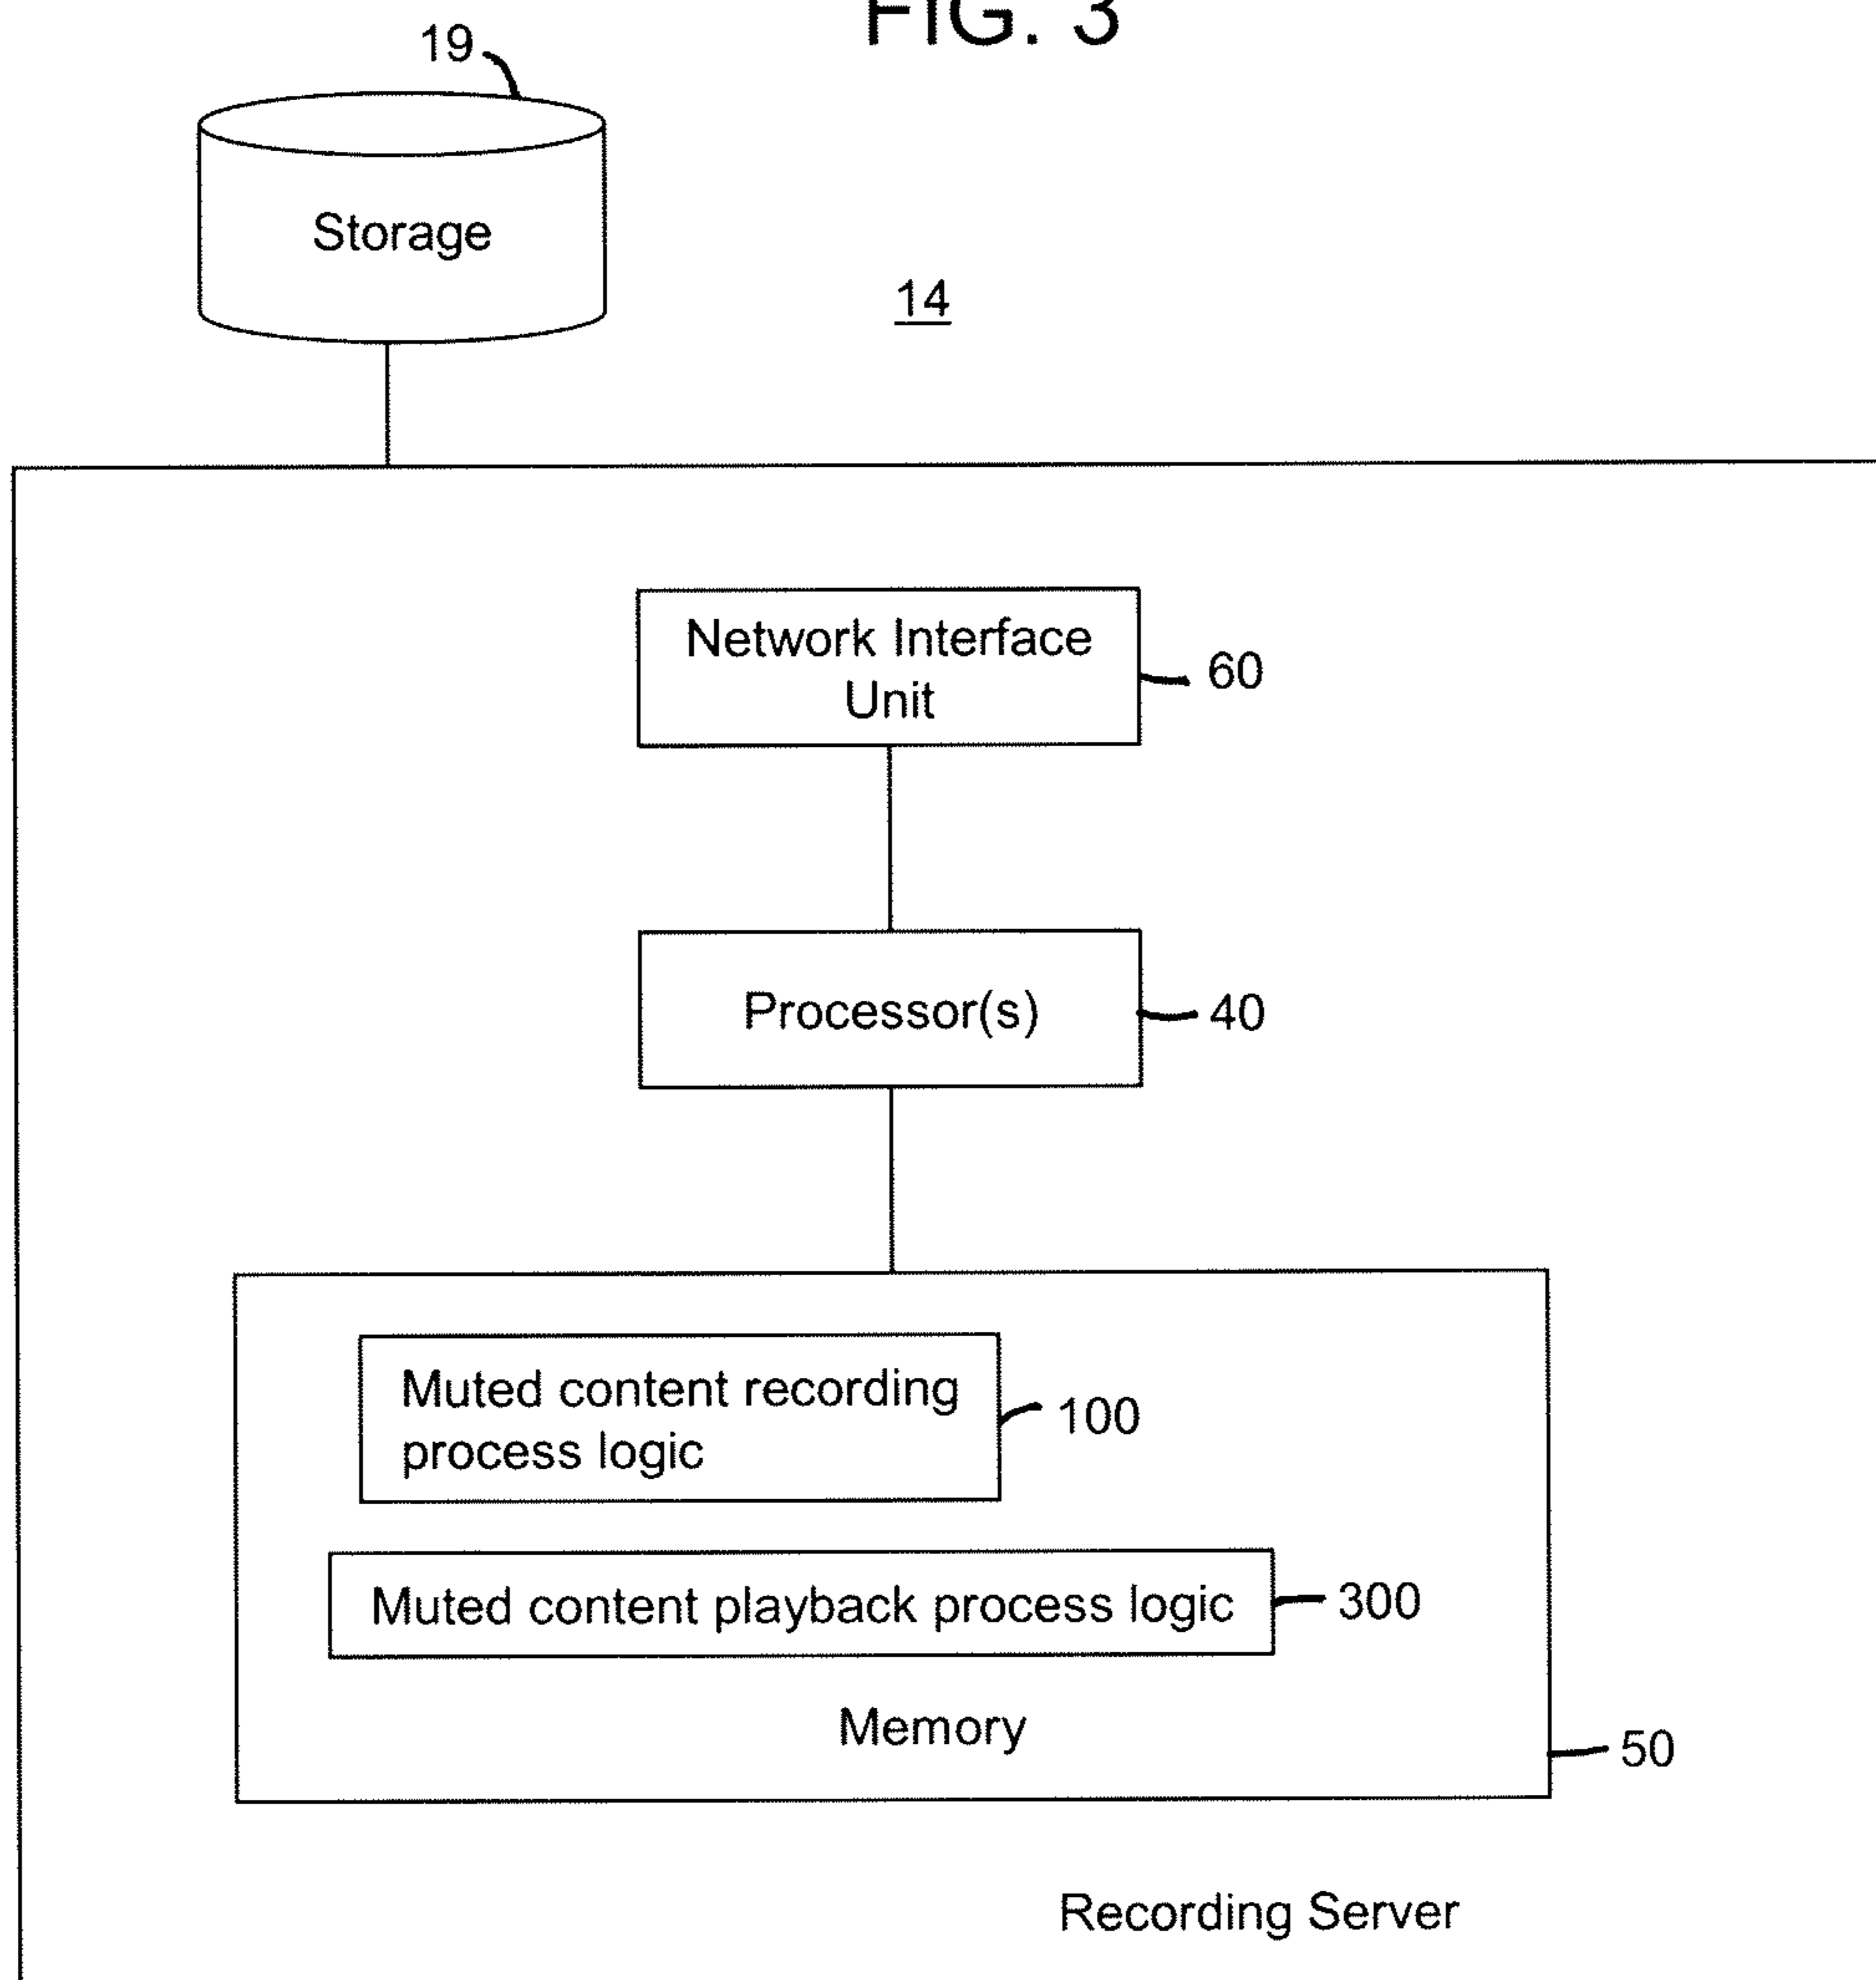 FIG. 3
19
Storage
14
Network Interface
Unit
60
Processor(s)
40
Muted content recording
process logic
100
Muted content playback process logic
300
Memory
50
Recording Server